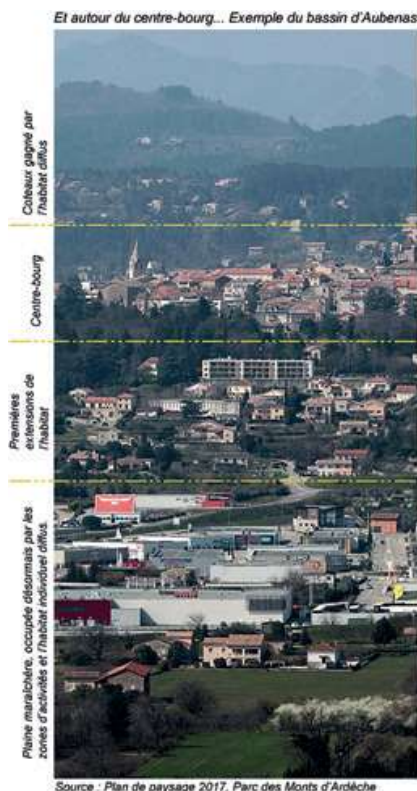 Et autour du centre-bourg... Exemple du bassin d'Aubenas
Coteaux gagné par
l'habitat diffus
Centre-bourg
Premières
extensions de
l'habitat
Plaine maraîchère, occupée désormais par les
zones d'activités et l'habitat individuel diffus.
Source : Plan de paysage 2017, Parc des Monts d'Ardèche